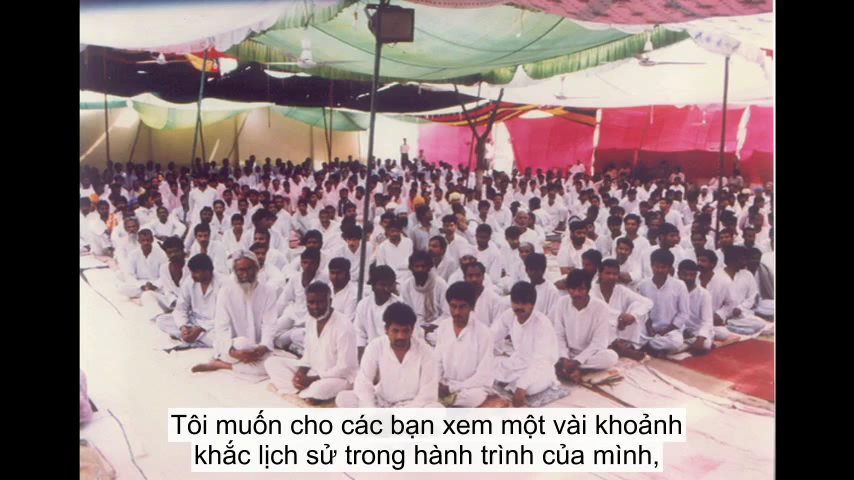 Tôi muốn cho các bạn xem một vài khoảnh
khắc lịch sử trong hành trình của mình,